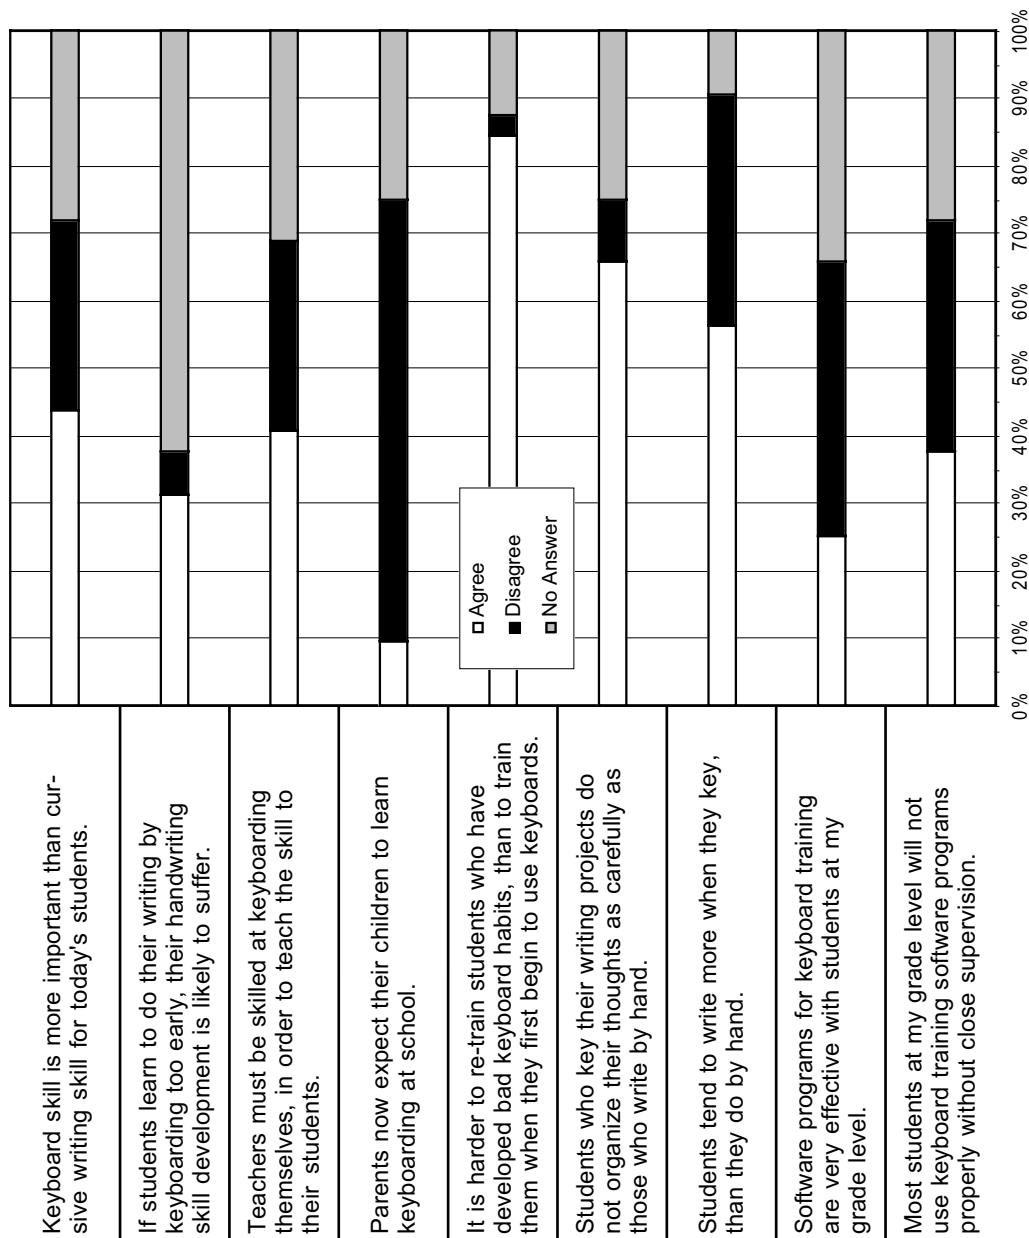 Keyboard skill is more important than cur-
sive writing skill for today's students.
If students learn to do their writing by
keyboarding too early, their handwriting
skill development is likely to suffer.
Teachers must be skilled at keyboarding
themselves, in order to teach the skill to
their students.
Parents now expect their children to learn
keyboarding at school.
It is harder to re-train students who have
developed bad keyboard habits, than to train
them when they first begin to use keyboards.
Students who key their writing projects do
not organize their thoughts as carefully as
those who write by hand.
Students tend to write more when they key,
than they do by hand.
Software programs for keyboard training
are very effective with students at my
grade level.
Most students at my grade level will not
use keyboard training software programs
properly without close supervision.
Agree
Disagree
No Answer
0%
10%
20%
30%
40%
50%
60%
70%
80%
90%
100%